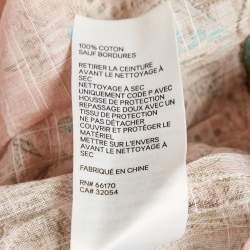 100% COTON
SAUF BORDURES
RETIRER LA CEINTURE
AVANT LE NETTOYAGE À
SEC
NETTOYAGE À SEC
UNIQUEMENT CODE P AVEC
HOUSSE DE PROTECTION
REPASSAGE DOUX AVEC UN
TISSU DE PROTECTION
NE PAS DÉTACHER
COUVRIR ET PROTÉGER LE
MATÉRIEL
METTRE SUR L'ENVERS
AVANT LE NETTOYAGE À
SEC
FABRIQUÉ EN CHINE
RN# 66170
CA# 32054